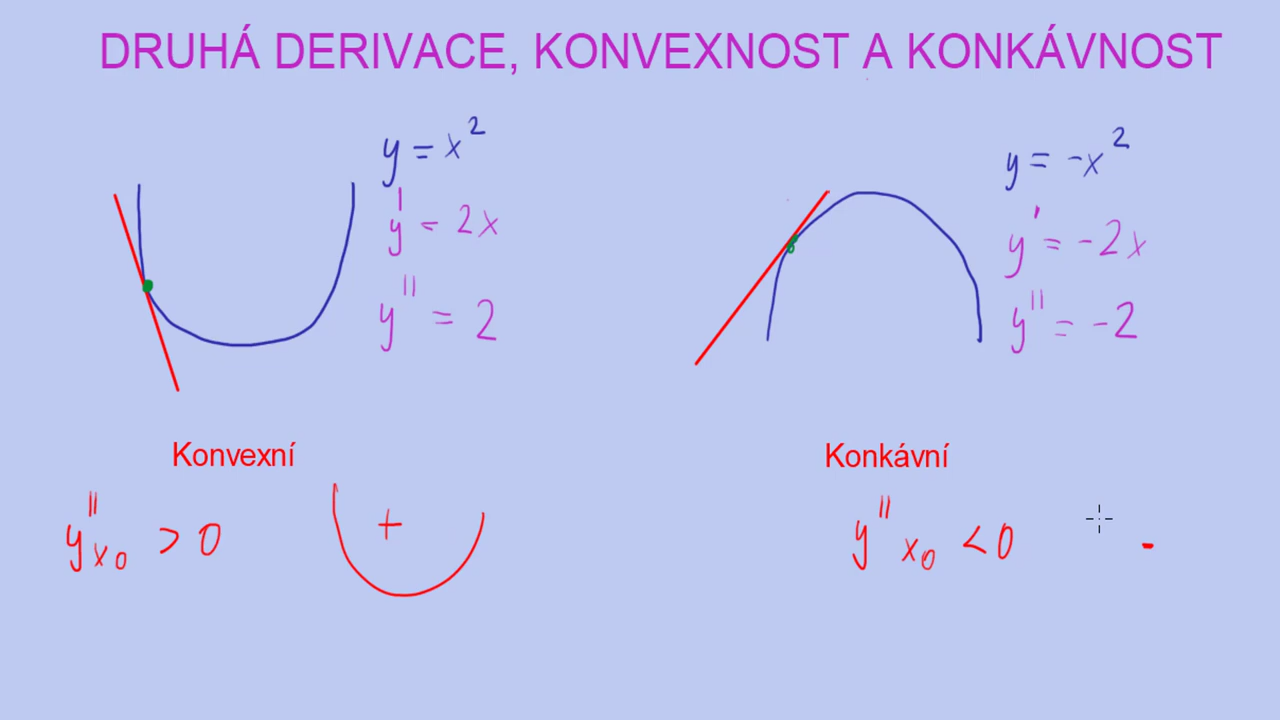 DRUHÁ DERIVACE, KONVEXNOST A KONKÁVNOST
y = x²
y' = 2x
y'' = 2
Konvexní
y''x₀ > 0
+
y = -x²
y' = -2x
y'' = -2
Konkávní
y''x₀ < 0
-